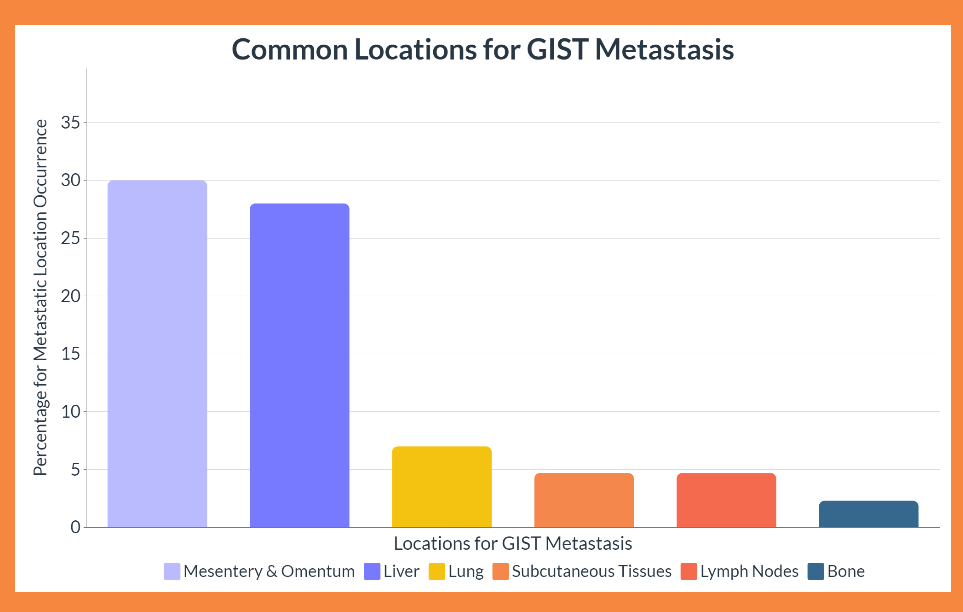 Common Locations for GIST Metastasis
Percentage for Metastatic Location Occurrence
35
30
25
20
15
10
5
0
Locations for GIST Metastasis
Mesentery & Omentum Liver Lung Subcutaneous Tissues Lymph Nodes Bone